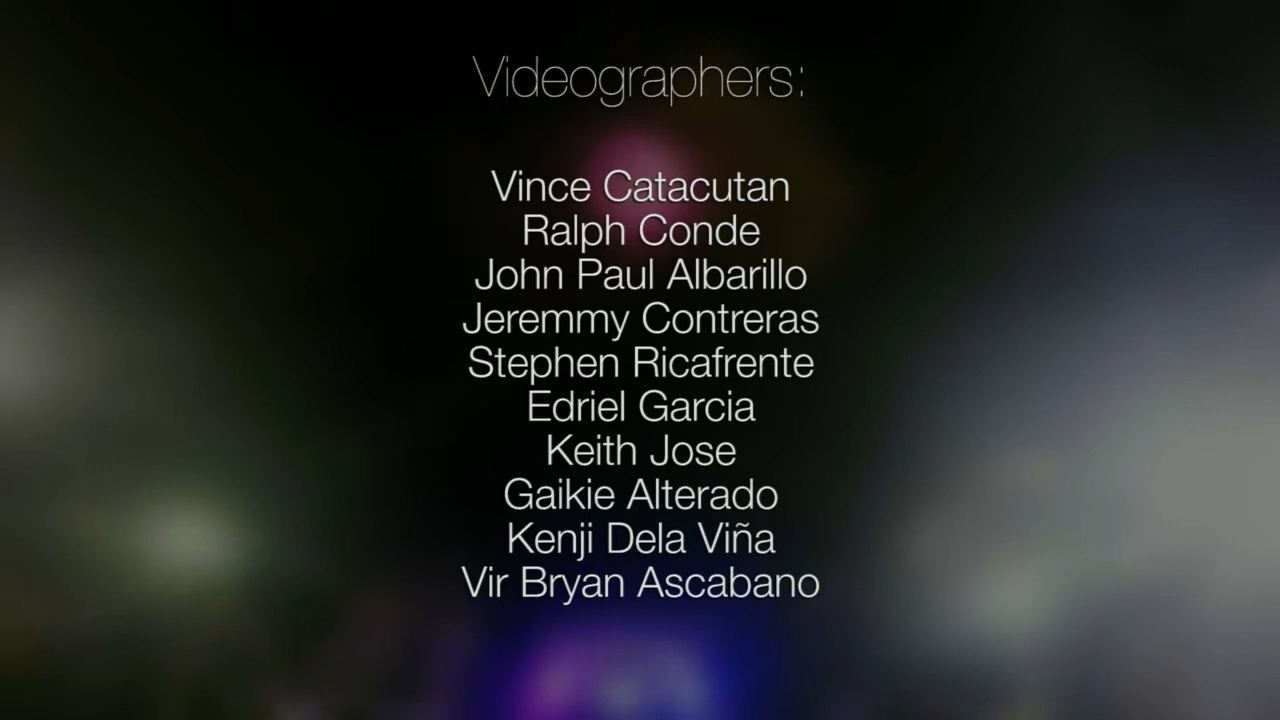 Videographers:
Vince Catacutan
Ralph Conde
John Paul Albarillo
Jeremmy Contreras
Stephen Ricafrente
Edriel Garcia
Keith Jose
Gaikie Alterado
Kenji Dela Viña
Vir Bryan Ascabano